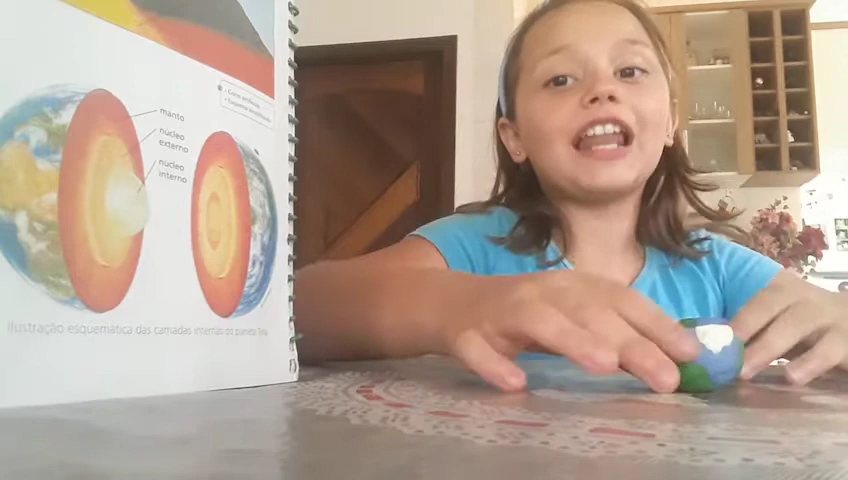 manto
núcleo
externo
núcleo
interno
Ilustração esquemática das camadas internas do planeta Terra